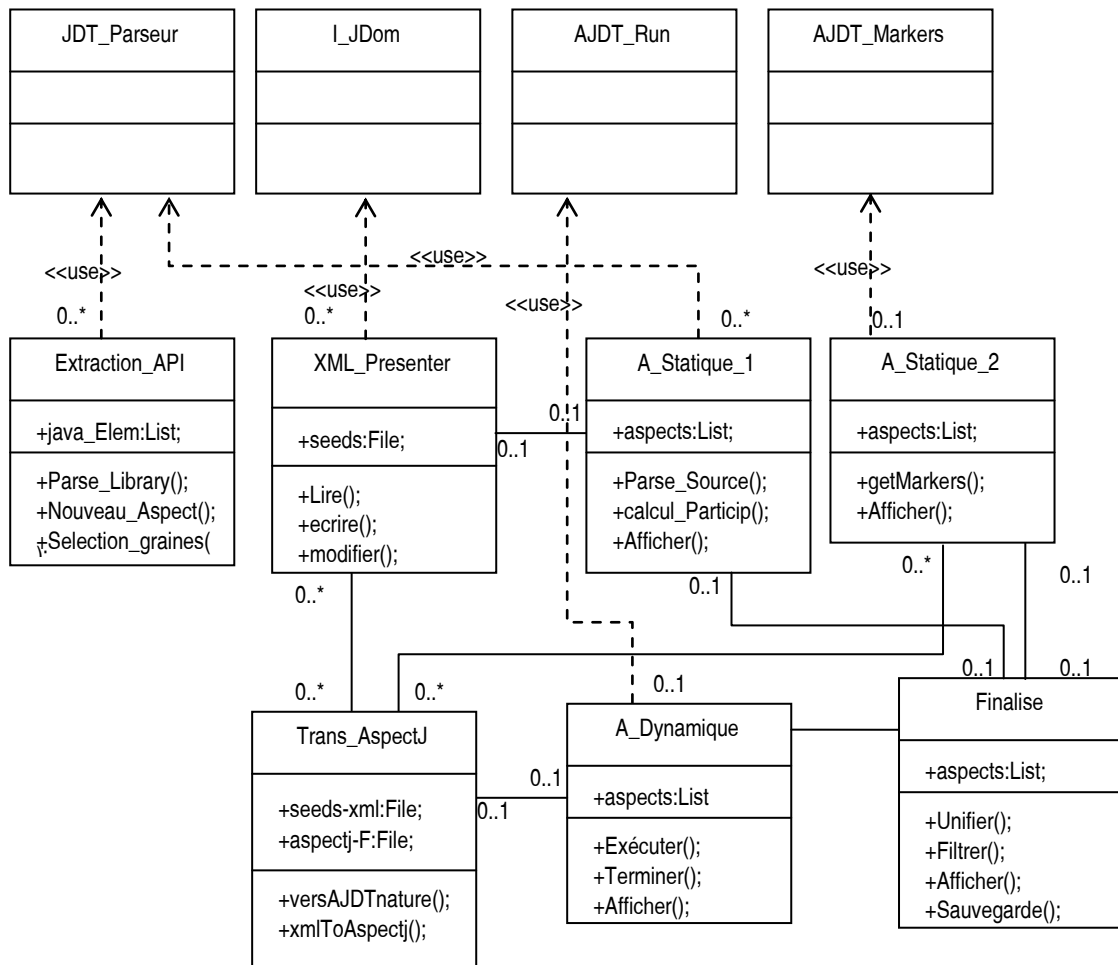 JDT_Parseur
I_JDom
AJDT_Run
AJDT_Markers
<<use>>
<<use>>
<<use>>
<<use>>
<<use>>
0..*
0..*
0..*
0..1
Extraction_API
+java_Elem:List;
+Parse_Library();
+Nouveau_Aspect();
+Selection_graines(
XML_Presenter
+seeds:File;
+Lire();
+ecrire();
+modifier();
0..1
0..1
A_Statique_1
+aspects:List;
+Parse_Source();
+calcul_Particip();
+Afficher();
A_Statique_2
+aspects:List;
+getMarkers();
+Afficher();
0..*
0..1
0..*
0..1
0..*
0..*
0..1
0..1
0..1
Trans_AspectJ
+seeds-xml:File;
+aspectj-F:File;
+versAJDTnature();
+xmlToAspectj();
0..1
0..1
A_Dynamique
+aspects:List
+Exécuter();
+Terminer();
+Afficher();
Finalise
+aspects:List;
+Unifier();
+Filtrer();
+Afficher();
+Sauvegarde();